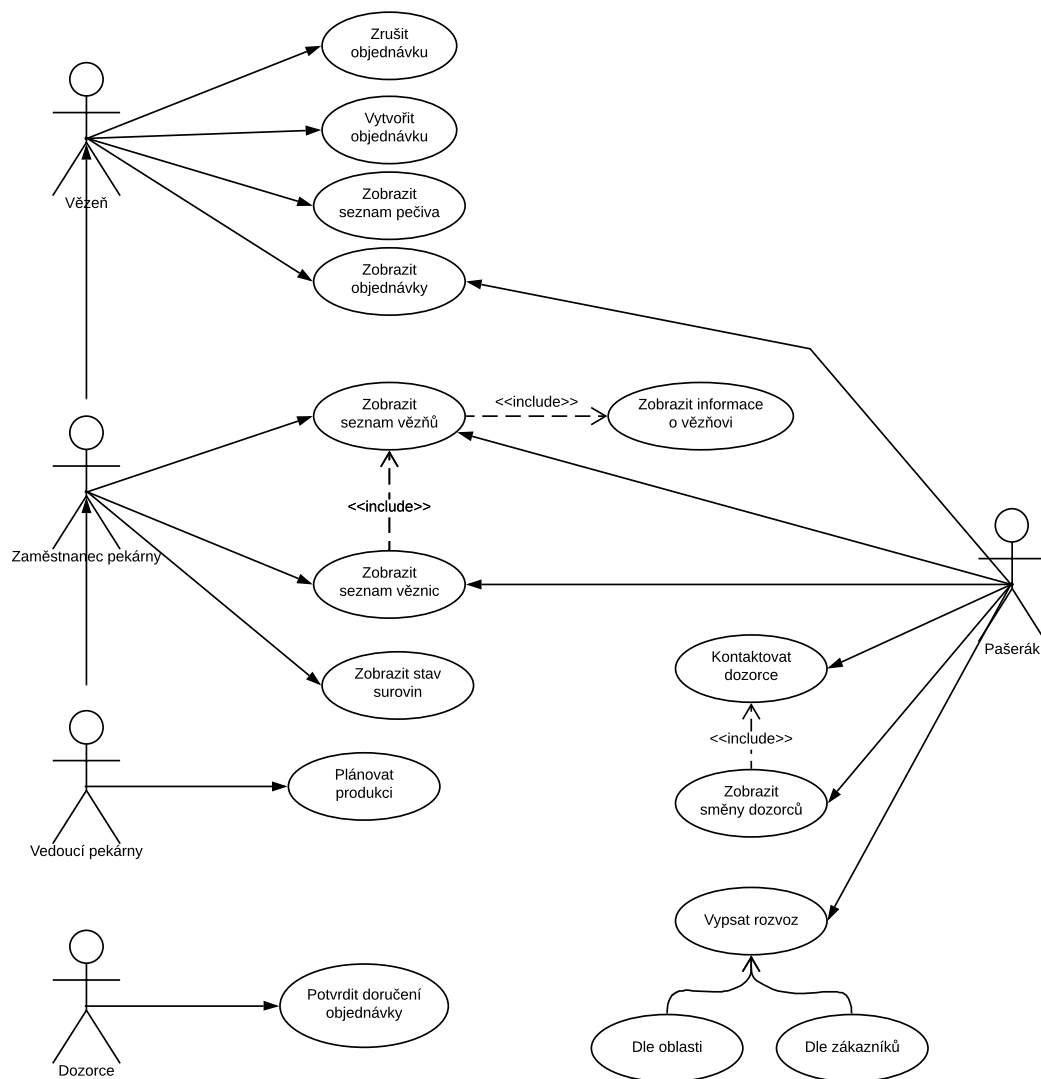 Zrušit
objednávku
Vytvořit
objednávku
Vězeň
Zobrazit
seznam pečiva
Zobrazit
objednávky
Zobrazit
seznam vězňů
<<include>>
Zobrazit informace
o vězňovi
<<include>>
Zaměstnanec pekárny
Zobrazit
seznam věznic
Pašerák
Kontaktovat
dozorce
Zobrazit stav
surovin
<<include>>
Plánovat
produkci
Zobrazit
směny dozorců
Vedoucí pekárny
Vypsat rozvoz
Potvrdit doručení
objednávky
Dle oblasti
Dle zákazníků
Dozorce